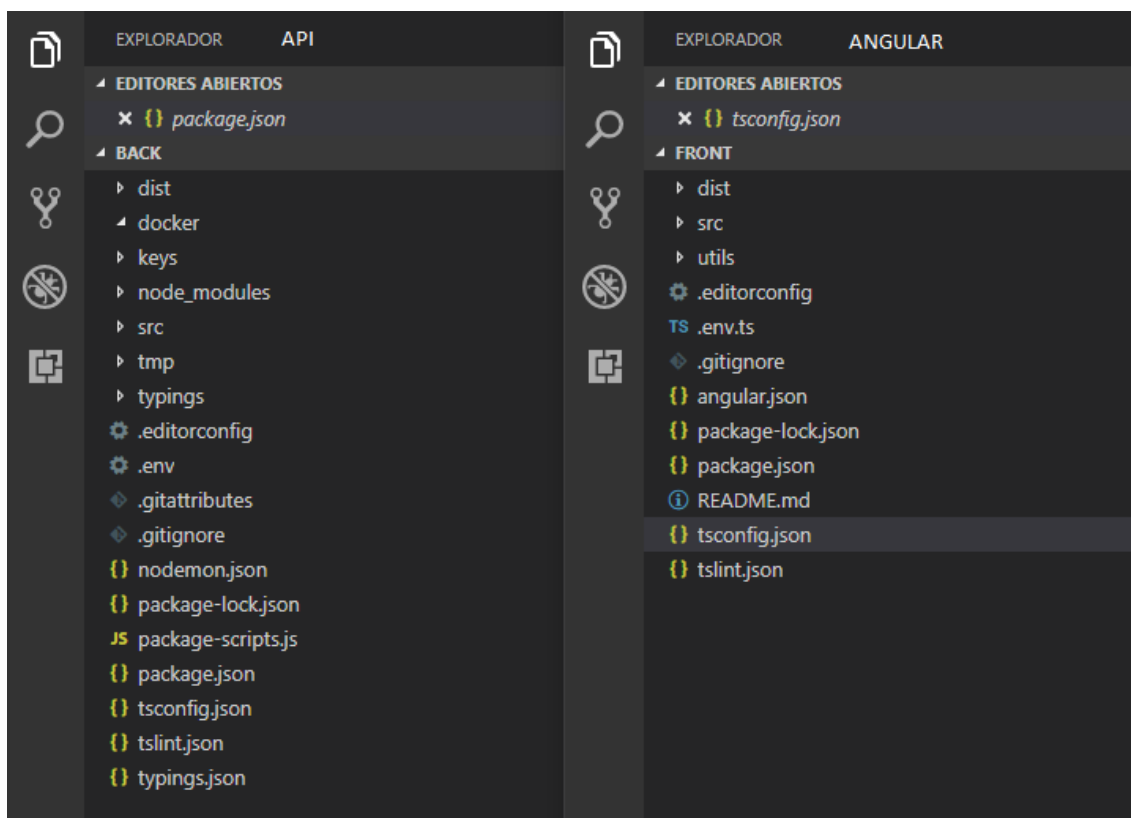 EXPLORADOR API
EDITORES ABIERTOS
package.json
BACK
dist
docker
keys
node_modules
src
tmp
typings
.editorconfig
.env
.gitattributes
.gitignore
nodemon.json
package-lock.json
JS package-scripts.js
package.json
tsconfig.json
tslint.json
typings.json
EXPLORADOR ANGULAR
EDITORES ABIERTOS
tsconfig.json
FRONT
dist
src
utils
.editorconfig
TS .env.ts
.gitignore
angular.json
package-lock.json
package.json
README.md
tsconfig.json
tslint.json